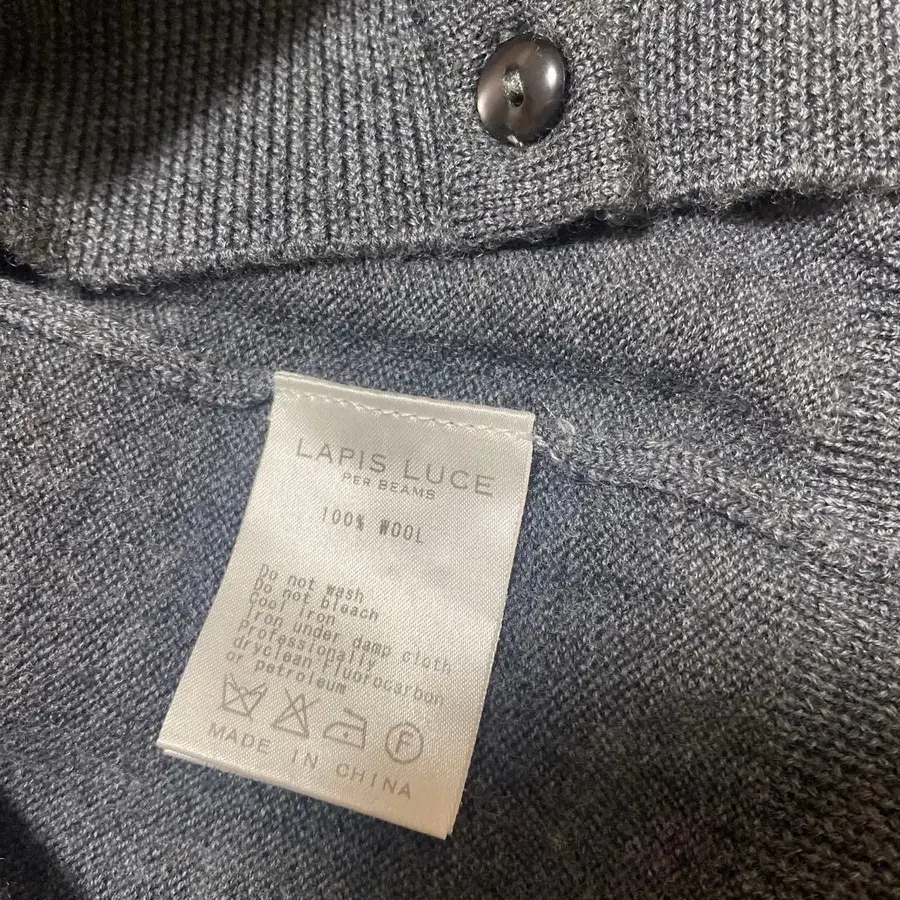 LAPIS LUCE
PER BEAMS
100% WOOL
Do not wash
Do not bleach
Cool iron
Iron under damp cloth
Professionally
dryclean Fluorocarbon
or petroleum
F
MADE IN CHINA